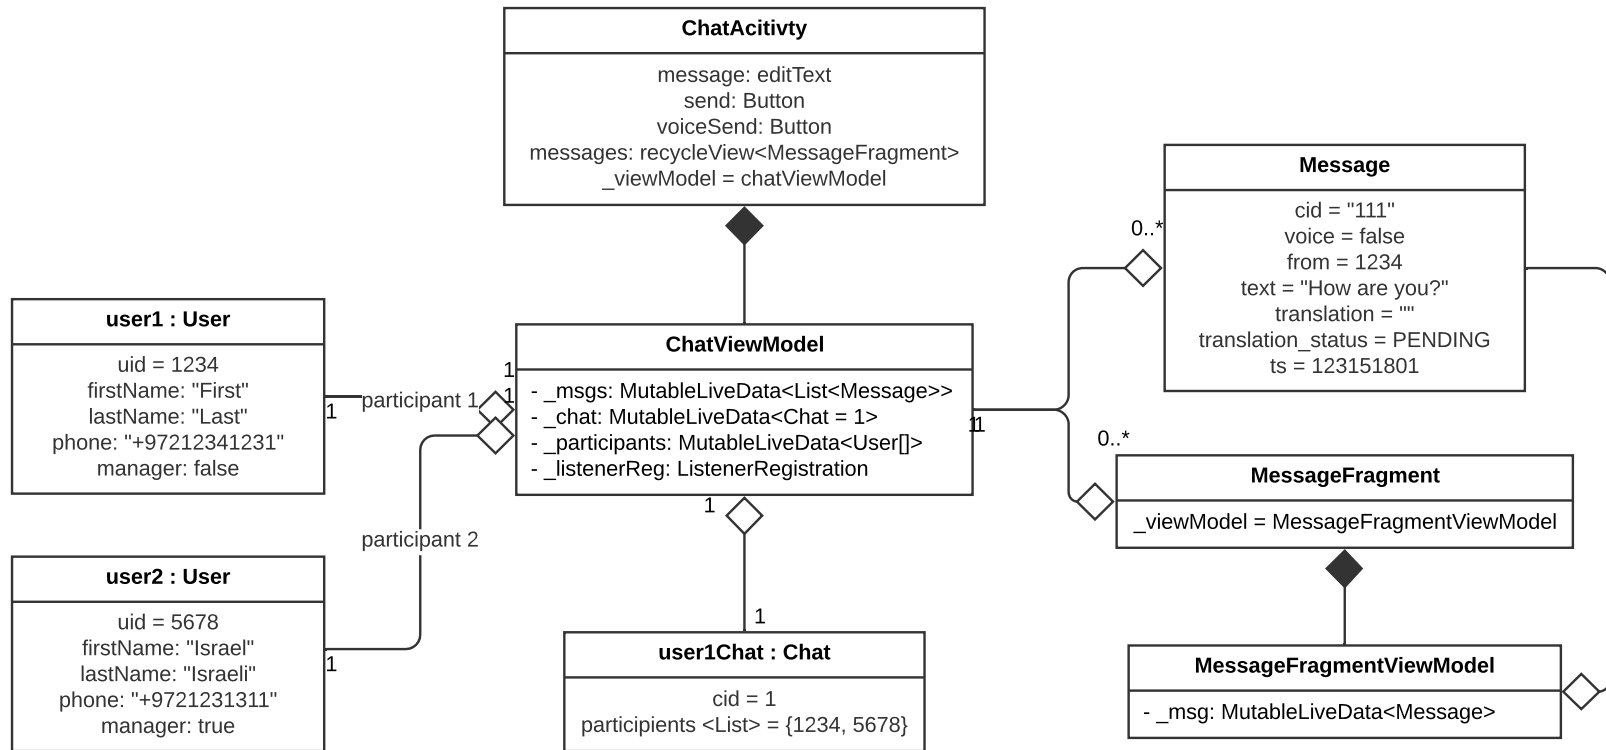 ChatAcitivty
message: editText
send: Button
voiceSend: Button
messages: recycleView<MessageFragment>
_viewModel = chatViewModel
Message
cid = "111"
voice = false
from = 1234
text = "How are you?"
translation = ""
translation_status = PENDING
ts = 123151801
0..*
user1 : User
uid = 1234
firstName: "First"
lastName: "Last"
phone: "+97212341231"
manager: false
1
participant 1
1
1
ChatViewModel
- _msgs: MutableLiveData<List<Message>>
- _chat: MutableLiveData<Chat = 1>
- _participants: MutableLiveData<User[]>
- _listenerReg: ListenerRegistration
1
1
0..*
MessageFragment
_viewModel = MessageFragmentViewModel
participant 2
1
1
user2 : User
uid = 5678
firstName: "Israel"
lastName: "Israeli"
phone: "+9721231311"
manager: true
1
user1Chat : Chat
cid = 1
participients <List> = {1234, 5678}
MessageFragmentViewModel
- _msg: MutableLiveData<Message>